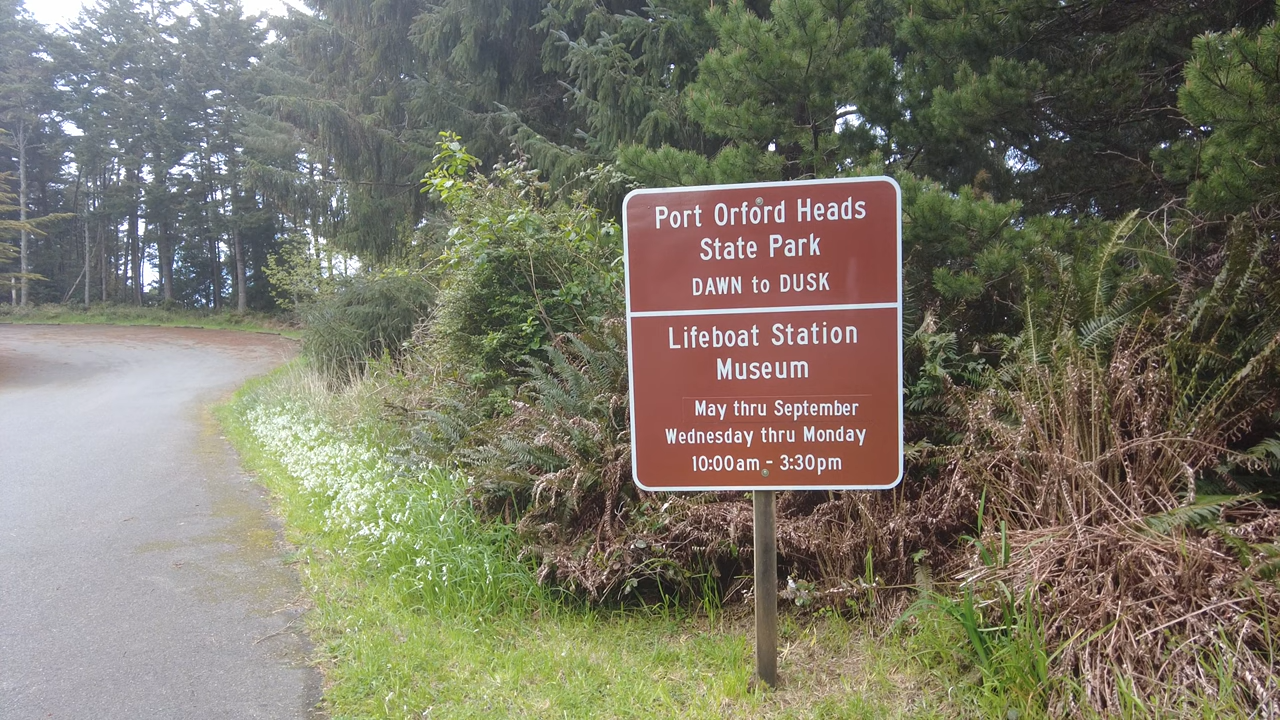 Port Orford Heads
State Park
DAWN to DUSK
Lifeboat Station
Museum
May thru September
Wednesday thru Monday
10:00am - 3:30pm